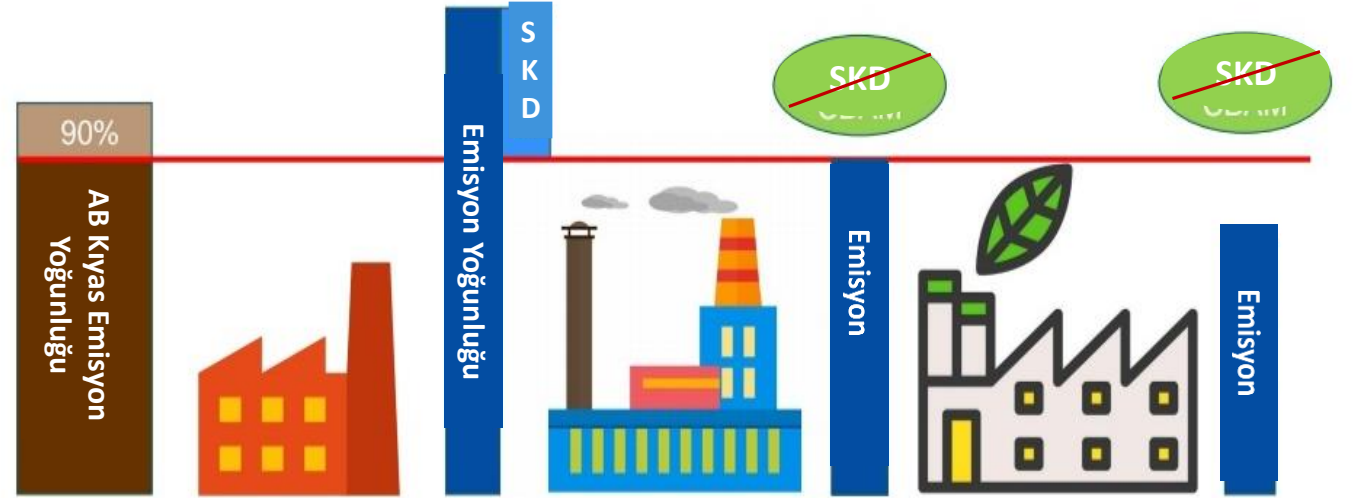 90%
AB Kıyas Emisyon
Yoğunluğu
S
K
D
Emisyon Yoğunluğu
SKD
Emisyon
SKD
Emisyon